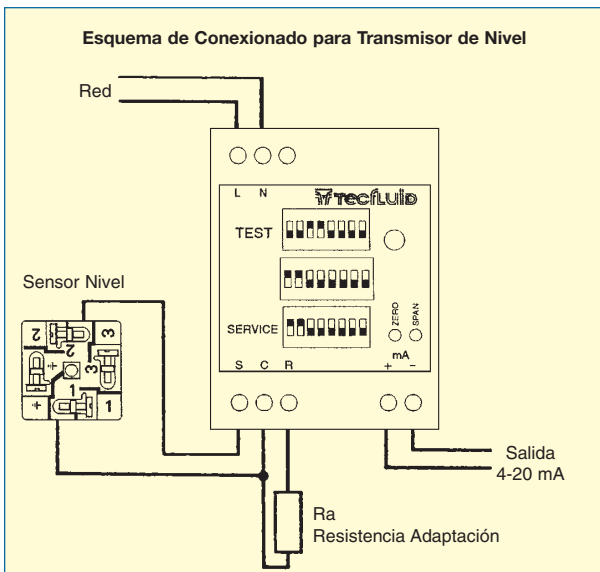 Esquema de Conexionado para Transmisor de Nivel
Red
L N
TECFLUID
TEST
Sensor Nivel
ZERO
SPAN
SERVICE
mA
S C R + −
2 3
2
3
1
1
Salida
4-20 mA
Ra
Resistencia Adaptación